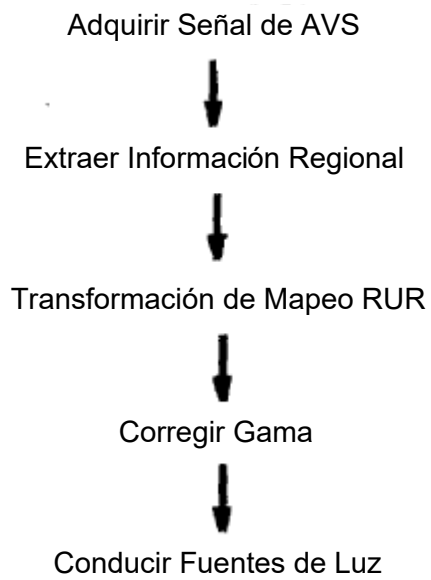 Adquirir Señal de AVS
Extraer Información Regional
Transformación de Mapeo RUR
Corregir Gama
Conducir Fuentes de Luz